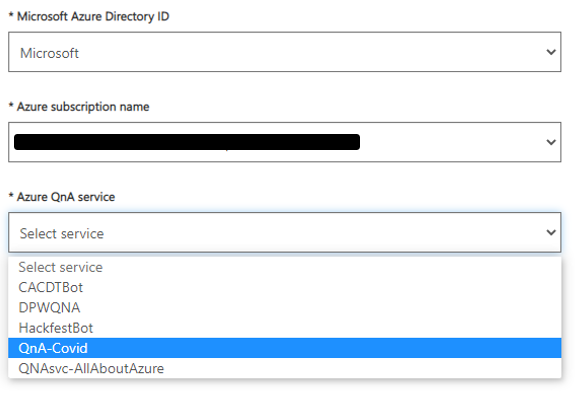 * Microsoft Azure Directory ID
Microsoft
* Azure subscription name
* Azure QnA service
Select service
Select service
CACDTBot
DPWQNA
HackfestBot
QnA-Covid
QNAsvc-AllAboutAzure